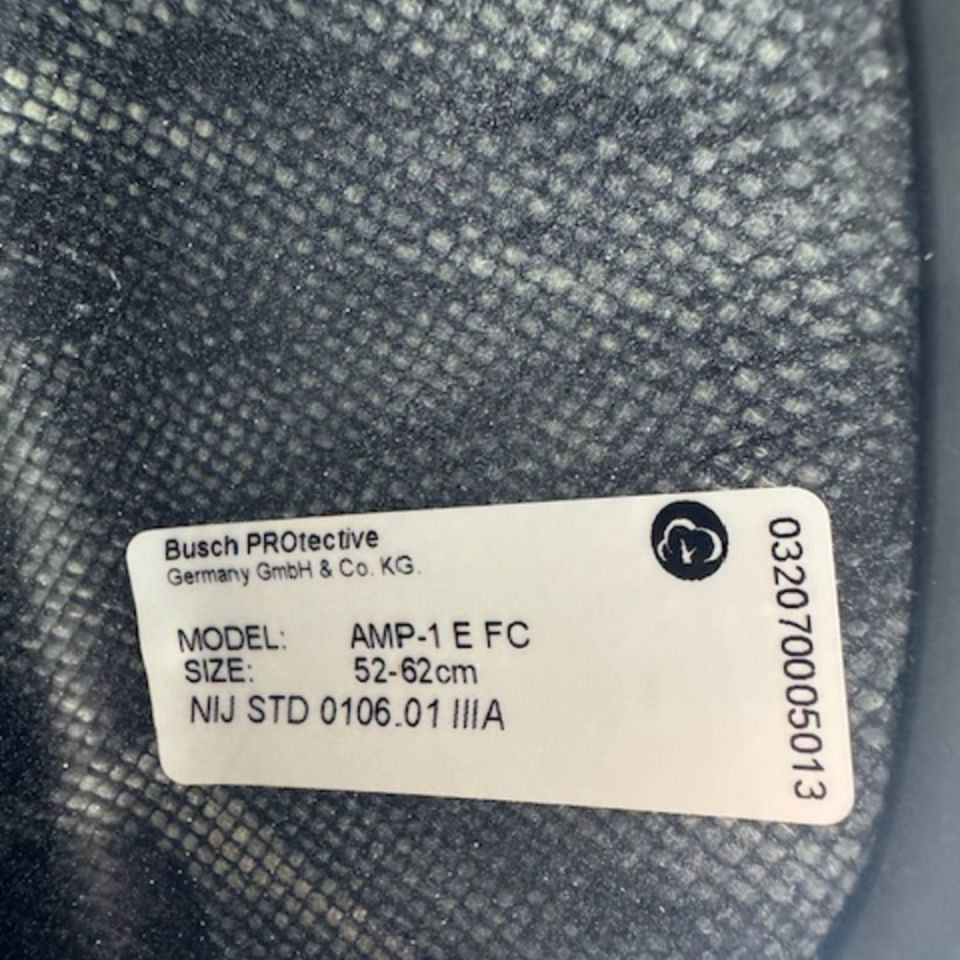 Busch PROtective
Germany GmbH & Co. KG.
MODEL: AMP-1 E FC
SIZE: 52-62cm
NIJ STD 0106.01 IIIA
0320700005013